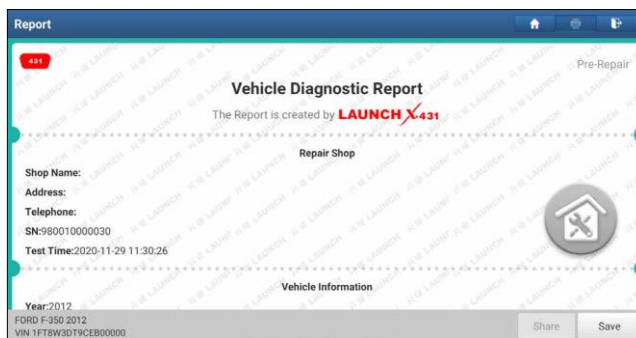 Report
431
Pre-Repair
Vehicle Diagnostic Report
The Report is created by LAUNCH X-431
Repair Shop
Shop Name:
Address:
Telephone:
SN:980010000030
Test Time:2020-11-29 11:30:26
Vehicle Information
Year:2012
FORD F-350 2012
VIN 1FT8W3DT9CEB00000
Share
Save